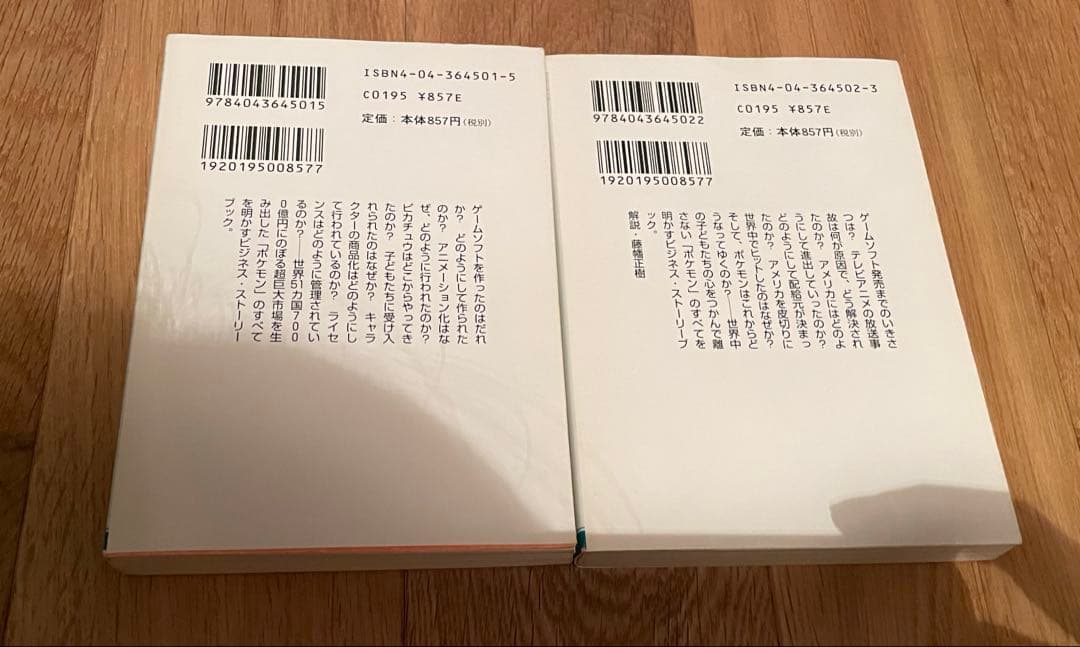 ISBN4-04-364501-5
C0195 ¥857E
定価：本体857円（税別）
9784043645015
1920195008577
ゲームソフトを作ったのはだれ
か？ どのようにして作られた
のか？ アニメーション化はな
ぜ、どのように行われたのか？
ピカチュウはどこからやってき
たのか？ 子どもたちに受け入
れられたのはなぜか？ キャラ
クターの商品化はどのようにし
て行われているのか？ ライセ
ンスはどのように管理されてい
るのか？──世界51カ国700
0億円にのぼる超巨大市場を生
み出した「ポケモン」のすべて
を明かすビジネス・ストーリー
ブック。
ISBN4-04-364502-3
C0195 ¥857E
定価：本体857円（税別）
9784043645022
1920195008577
ゲームソフト発売までのいきさ
つは？ テレビアニメの放送事
故は何が原因で、どう解決され
たのか？ アメリカにはどのよ
うにして進出していったのか？
どのようにして配給元が決まっ
たのか？ アメリカを皮切りに
世界中でヒットしたのはなぜか？
そして、ポケモンはこれからど
うなってゆくのか？──世界中
の子どもたちの心をつかんで離
さない「ポケモン」のすべてを
明かすビジネス・ストーリーブ
ック。
解説・藤幡正樹